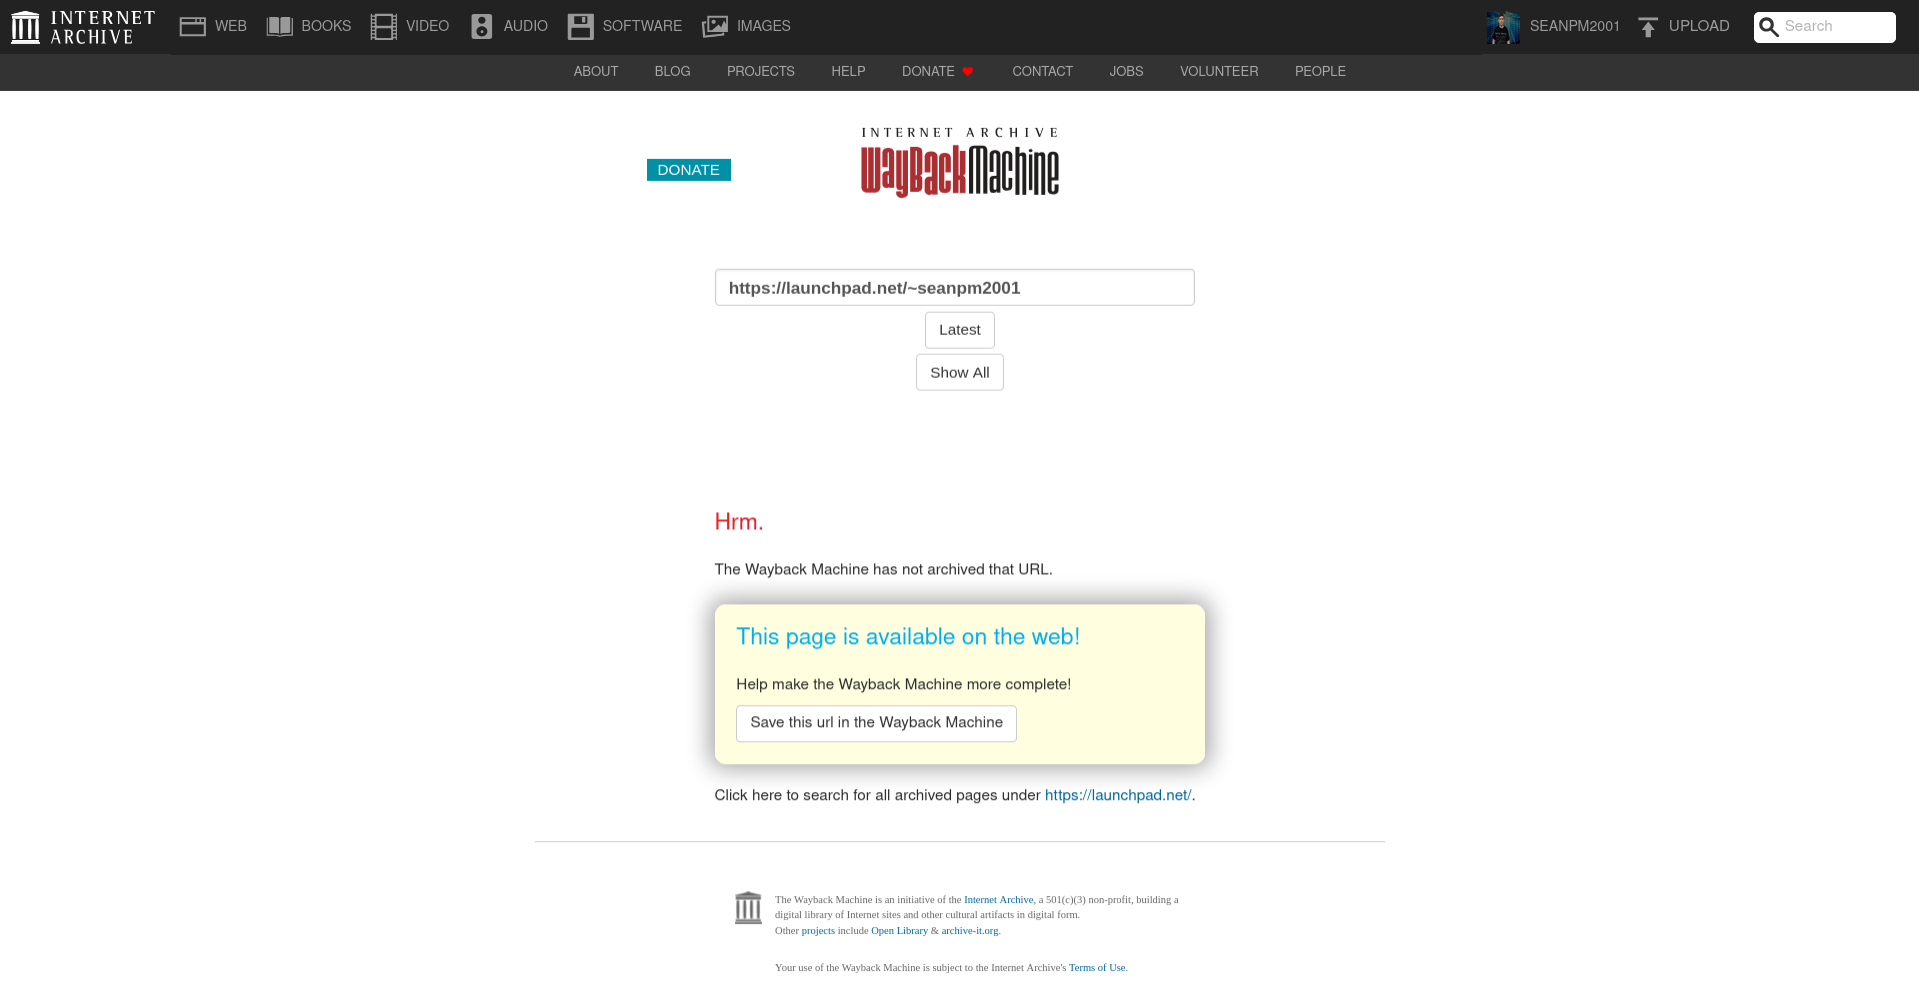 INTERNET ARCHIVE WEB BOOKS VIDEO AUDIO SOFTWARE IMAGES SEANPM2001 UPLOAD Search
ABOUT BLOG PROJECTS HELP DONATE CONTACT JOBS VOLUNTEER PEOPLE
INTERNET ARCHIVE
WayBackMachine
DONATE
https://launchpad.net/~seanpm2001
Latest
Show All
Hrm.
The Wayback Machine has not archived that URL.
This page is available on the web!
Help make the Wayback Machine more complete!
Save this url in the Wayback Machine
Click here to search for all archived pages under https://launchpad.net/.
The Wayback Machine is an initiative of the Internet Archive, a 501(c)(3) non-profit, building a
digital library of Internet sites and other cultural artifacts in digital form.
Other projects include Open Library & archive-it.org.
Your use of the Wayback Machine is subject to the Internet Archive's Terms of Use.